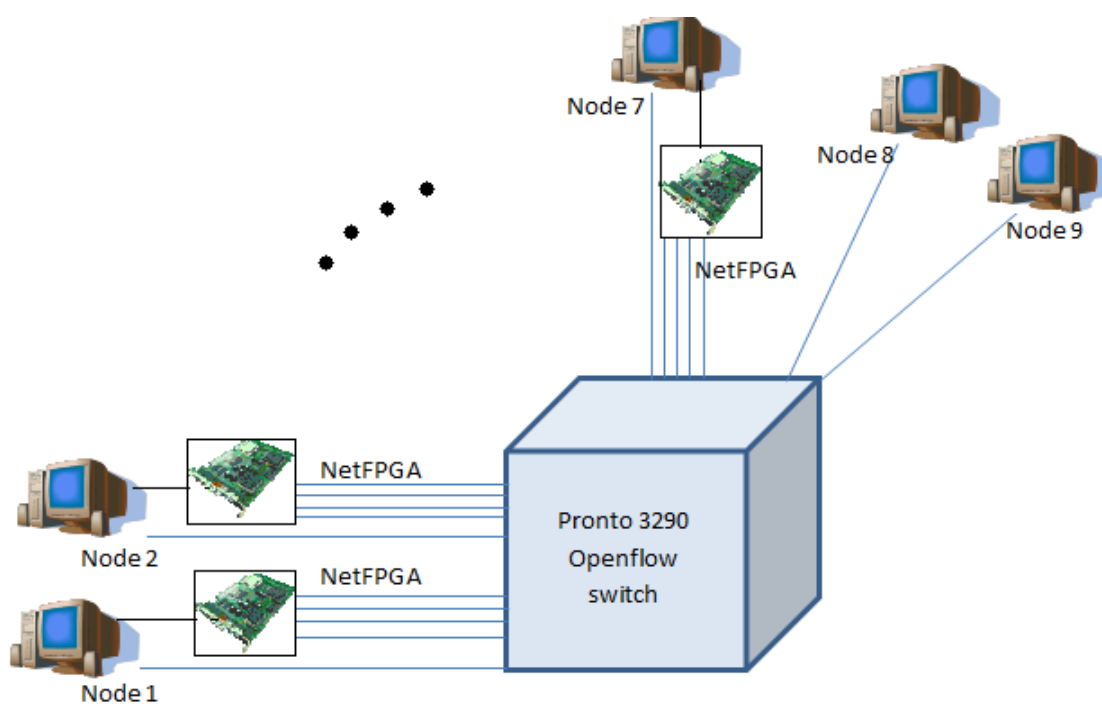 Node 7
Node 8
Node 9
NetFPGA
NetFPGA
Pronto 3290
Openflow
switch
Node 2
NetFPGA
Node 1